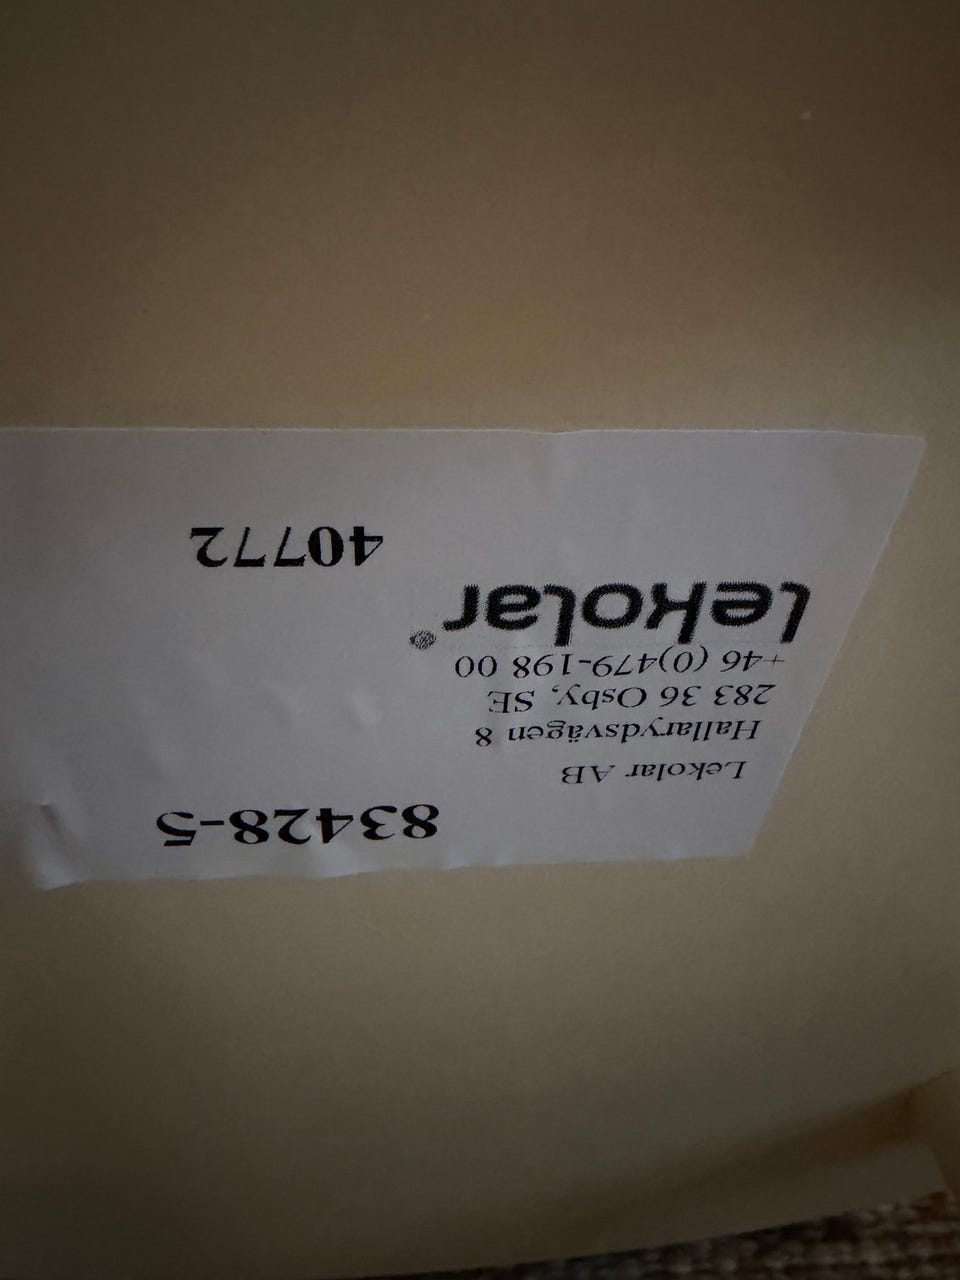 83428-5
Lekolar AB
Hallarydsvägen 8
283 36 Osby, SE
+46 (0)479-198 00
lekolar®
40772